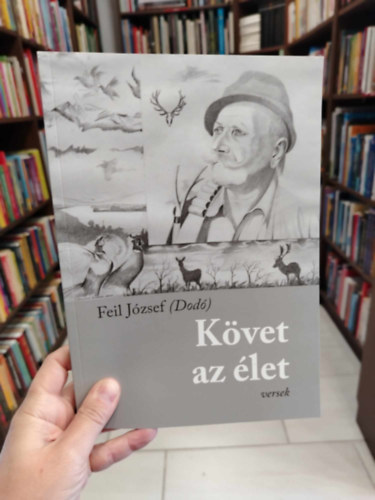 Feil József (Dodó)
Követ
az élet
versek